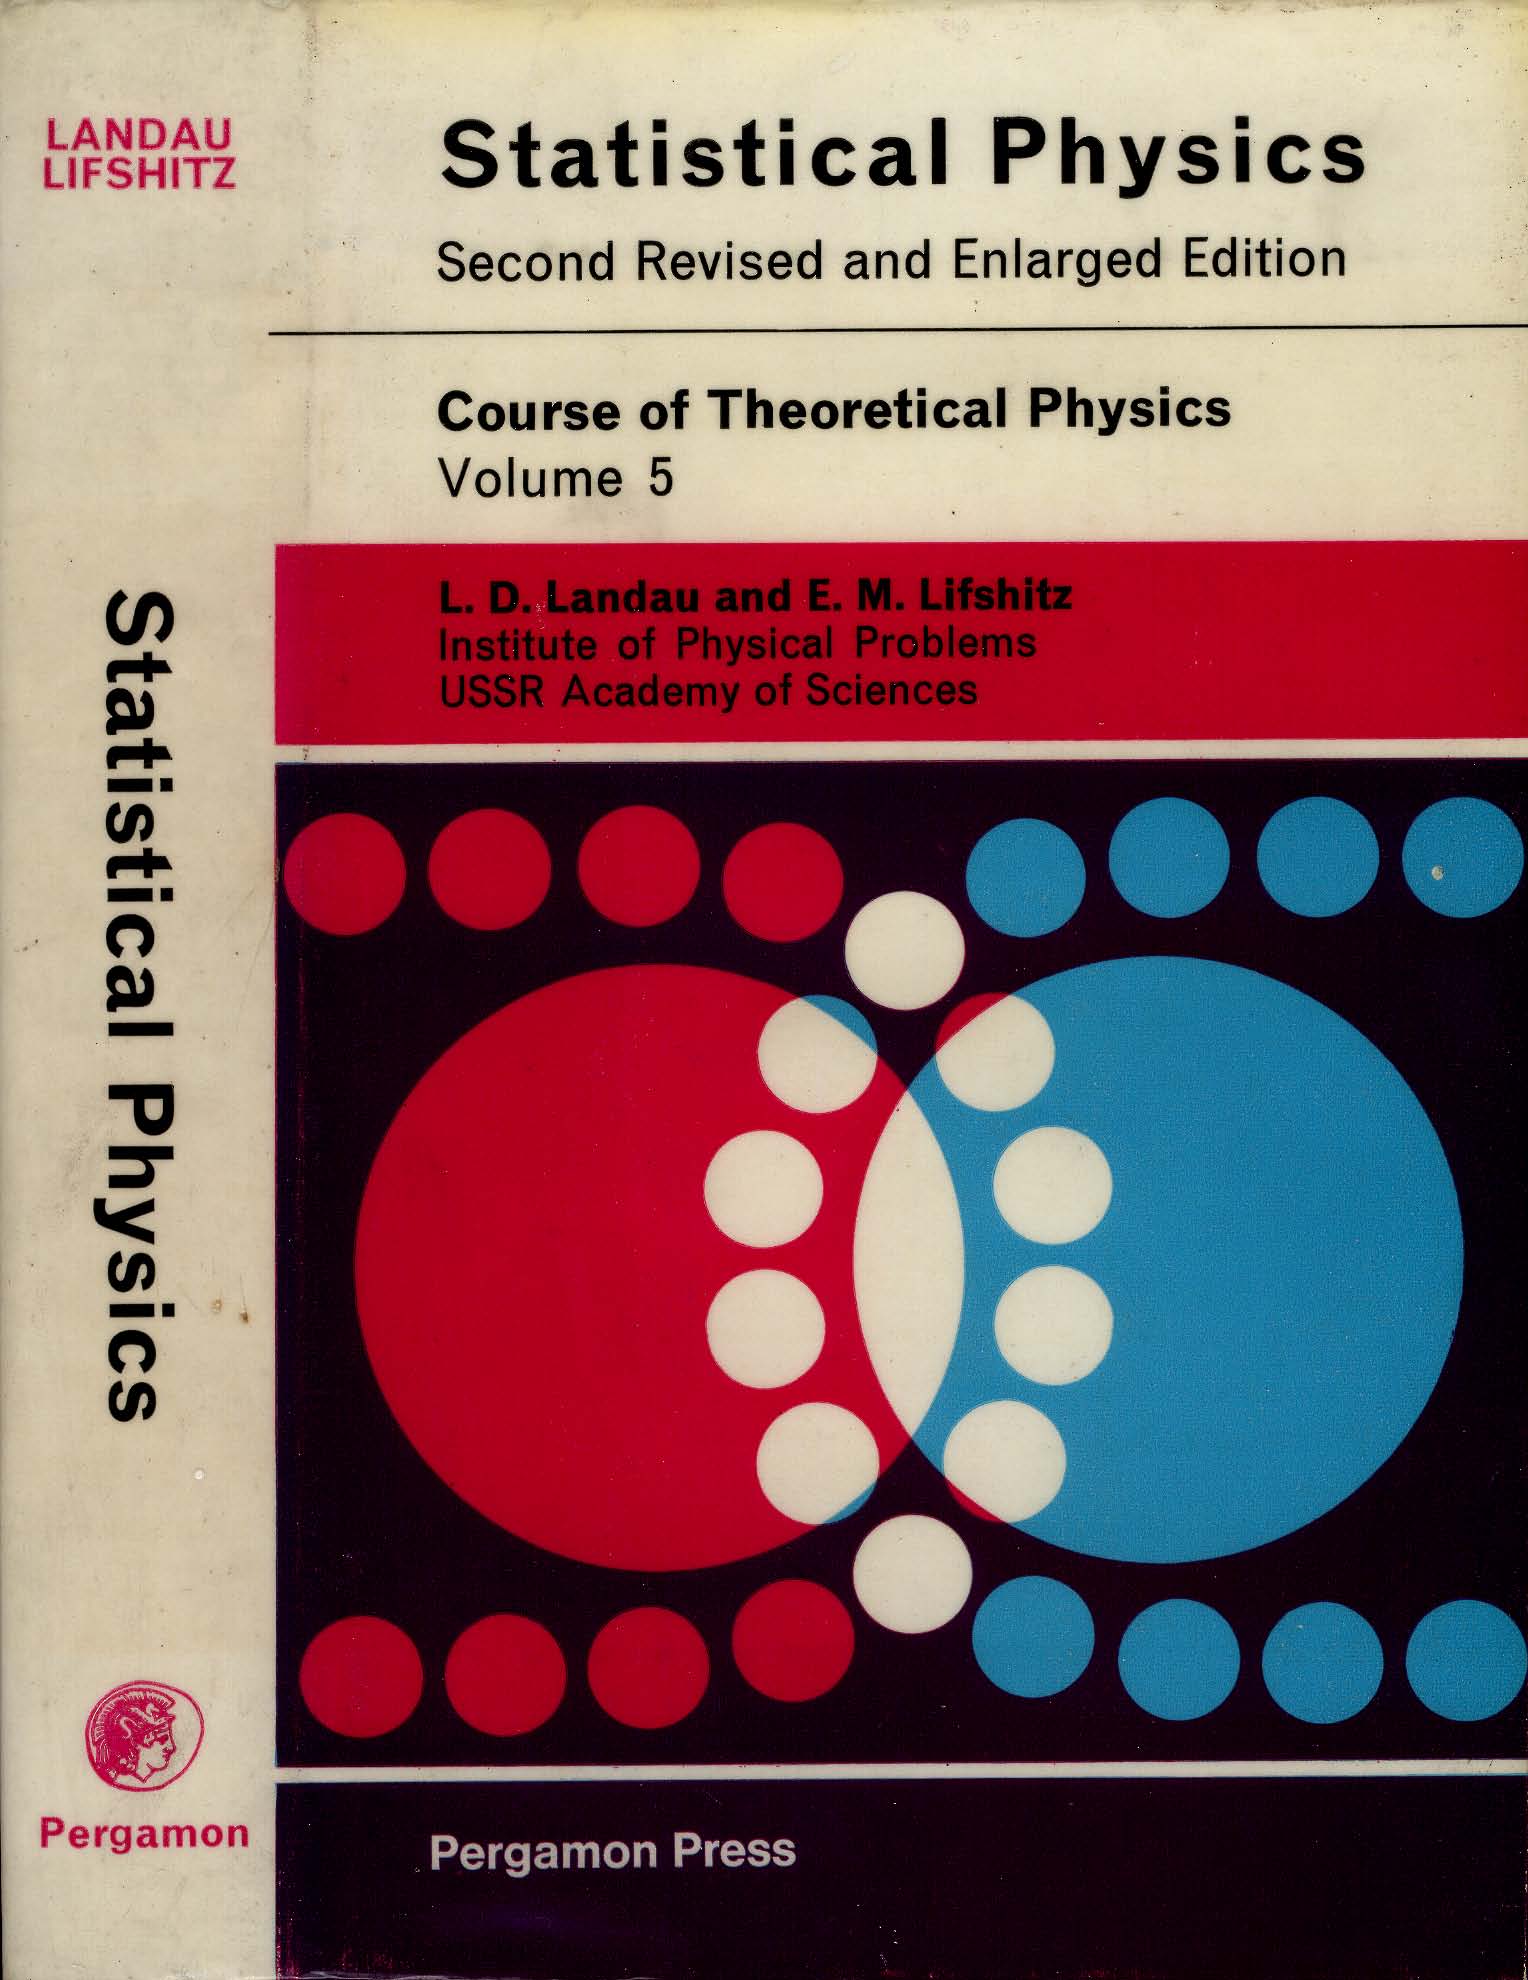 LANDAU
LIFSHITZ
Statistical Physics
Pergamon
Statistical Physics
Second Revised and Enlarged Edition
Course of Theoretical Physics
Volume 5
L. D. Landau and E. M. Lifshitz
Institute of Physical Problems
USSR Academy of Sciences
Pergamon Press